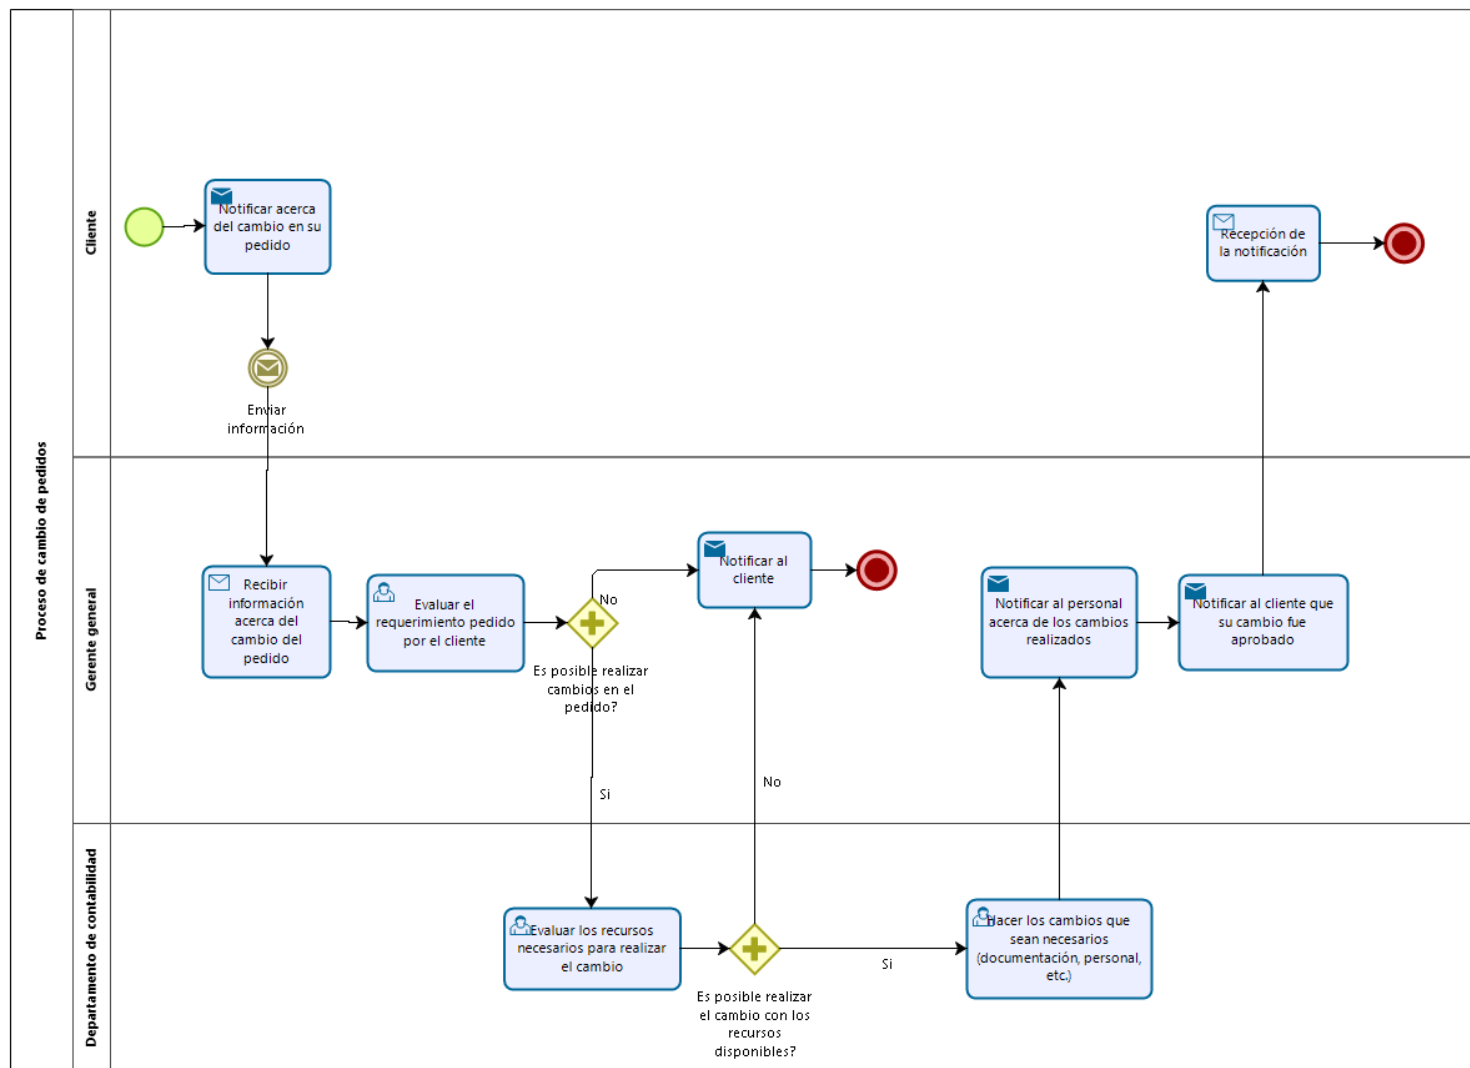 Proceso de cambio de pedidos
Cliente
Notificar acerca
del cambio en su
pedido
Enviar
información
Recepción de
la notificación
Gerente general
Recibir
información
acerca del
cambio del
pedido
Evaluar el
requerimiento pedido
por el cliente
No
Es posible realizar
cambios en el
pedido?
Si
Notificar al
cliente
No
Notificar al personal
acerca de los cambios
realizados
Notificar al cliente que
su cambio fue
aprobado
Departamento de contabilidad
Evaluar los recursos
necesarios para realizar
el cambio
Es posible realizar
el cambio con los
recursos
disponibles?
Si
Hacer los cambios que
sean necesarios
(documentación, personal,
etc.)